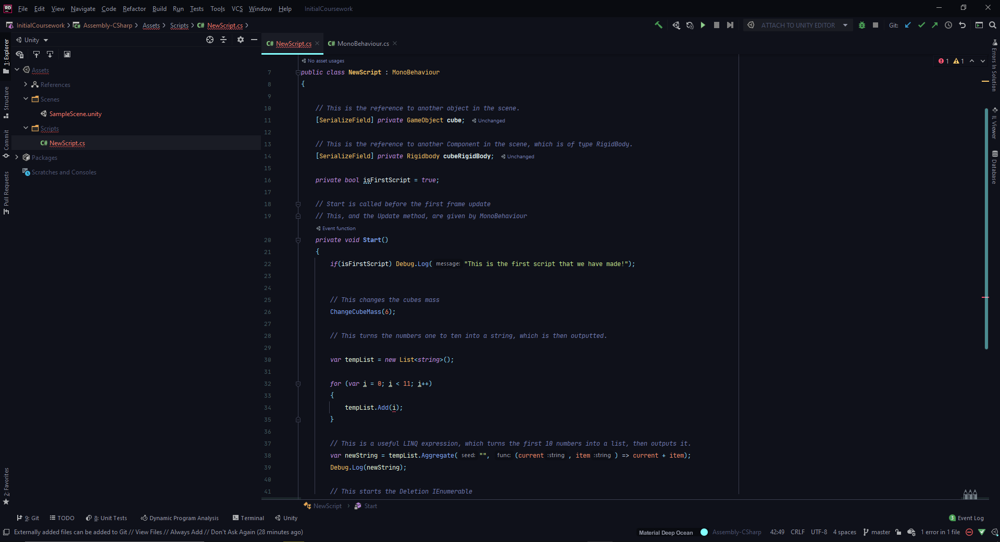 RD File Edit View Navigate Code Refactor Build Run Tests Tools VCS Window Help InitialCoursework
InitialCoursework Assembly-CSharp Assets Scripts C# NewScript.cs ATTACH TO UNITY EDITOR Git:
Unity
1: Explorer
Structure
Commit
Pull Requests
2: Favorites
Assets
References
Scenes
SampleScene.unity
Scripts
C# NewScript.cs
Packages
Scratches and Consoles
C# NewScript.cs C# MonoBehaviour.cs
1 1
No asset usages
7 public class NewScript : MonoBehaviour
8 {
9
10 // This is the reference to another object in the scene.
11 [SerializeField] private GameObject cube; Unchanged
12
13 // This is the reference to another Component in the scene, which is of type RigidBody.
14 [SerializeField] private Rigidbody cubeRigidBody; Unchanged
15
16 private bool isFirstScript = true;
17
18 // Start is called before the first frame update
19 // This, and the Update method, are given by MonoBehaviour
Event function
20 private void Start()
21 {
22 if(isFirstScript) Debug.Log( message: "This is the first script that we have made!");
23
24
25 // This changes the cubes mass
26 ChangeCubeMass(6);
27
28 // This turns the numbers one to ten into a string, which is then outputted.
29
30 var tempList = new List<string>();
31
32 for (var i = 0; i < 11; i++)
33 {
34 tempList.Add(i);
35 }
36
37 // This is a useful LINQ expression, which turns the first 10 numbers into a list, then outputs it.
38 var newString = tempList.Aggregate( seed: "", func: (current :string , item :string ) => current + item);
39 Debug.Log(newString);
40
41 // This starts the Deletion IEnumerable
Errors In Solution
IL Viewer
Database
NewScript Start
9: Git TODO 8: Unit Tests Dynamic Program Analysis Terminal Unity 3 Event Log
Externally added files can be added to Git // View Files // Always Add // Don't Ask Again (28 minutes ago) Material Deep Ocean Assembly-CSharp 42:49 CRLF UTF-8 4 spaces master 1 error in 1 file